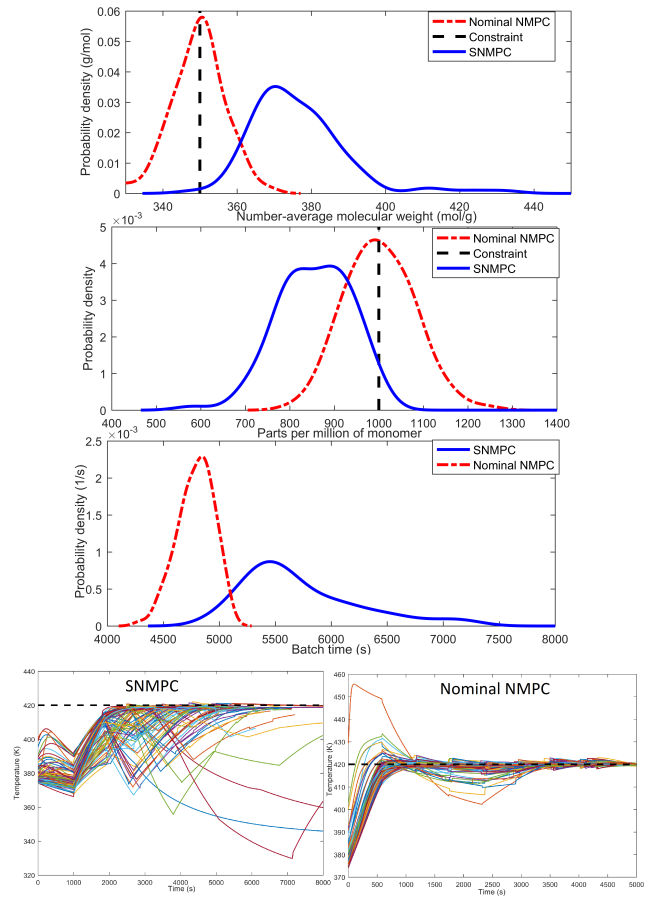 0.06
0.05
0.04
0.03
0.02
0.01
0
Probability density (g/mol)
Nominal NMPC
Constraint
SNMPC
340 360 380 400 420 440
Number-average molecular weight (mol/g)
×10-3
5
4
3
2
1
0
Probability density
Nominal NMPC
Constraint
SNMPC
400 500 600 700 800 900 1000 1100 1200 1300 1400
Parts per million of monomer
×10-3
2.5
2
1.5
1
0.5
0
Probability density (1/s)
SNMPC
Nominal NMPC
4000 4500 5000 5500 6000 6500 7000 7500 8000
Batch time (s)
SNMPC
440
420
400
380
360
340
320
Temperature (K)
0 1000 2000 3000 4000 5000 6000 7000 8000
Time (s)
Nominal NMPC
460
450
440
430
420
410
400
390
380
370
Temperature (K)
0 500 1000 1500 2000 2500 3000 3500 4000 4500 5000
Time (s)